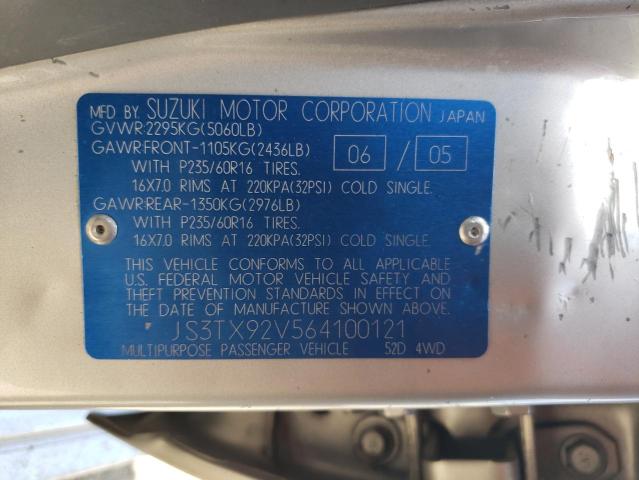 MFD BY SUZUKI MOTOR CORPORATION JAPAN
GVWR:2295KG(5060LB)
GAWR:FRONT-1105KG(2436LB) 06 / 05
WITH P235/60R16 TIRES.
16X7.0 RIMS AT 220KPA(32PSI) COLD SINGLE.
GAWR:REAR-1350KG(2976LB)
WITH P235/60R16 TIRES.
16X7.0 RIMS AT 220KPA(32PSI) COLD SINGLE.
THIS VEHICLE CONFORMS TO ALL APPLICABLE
U.S. FEDERAL MOTOR VEHICLE SAFETY AND
THEFT PREVENTION STANDARDS IN EFFECT ON
THE DATE OF MANUFACTURE SHOWN ABOVE.
JS3TX92V564100121
MULTIPURPOSE PASSENGER VEHICLE 52D 4WD